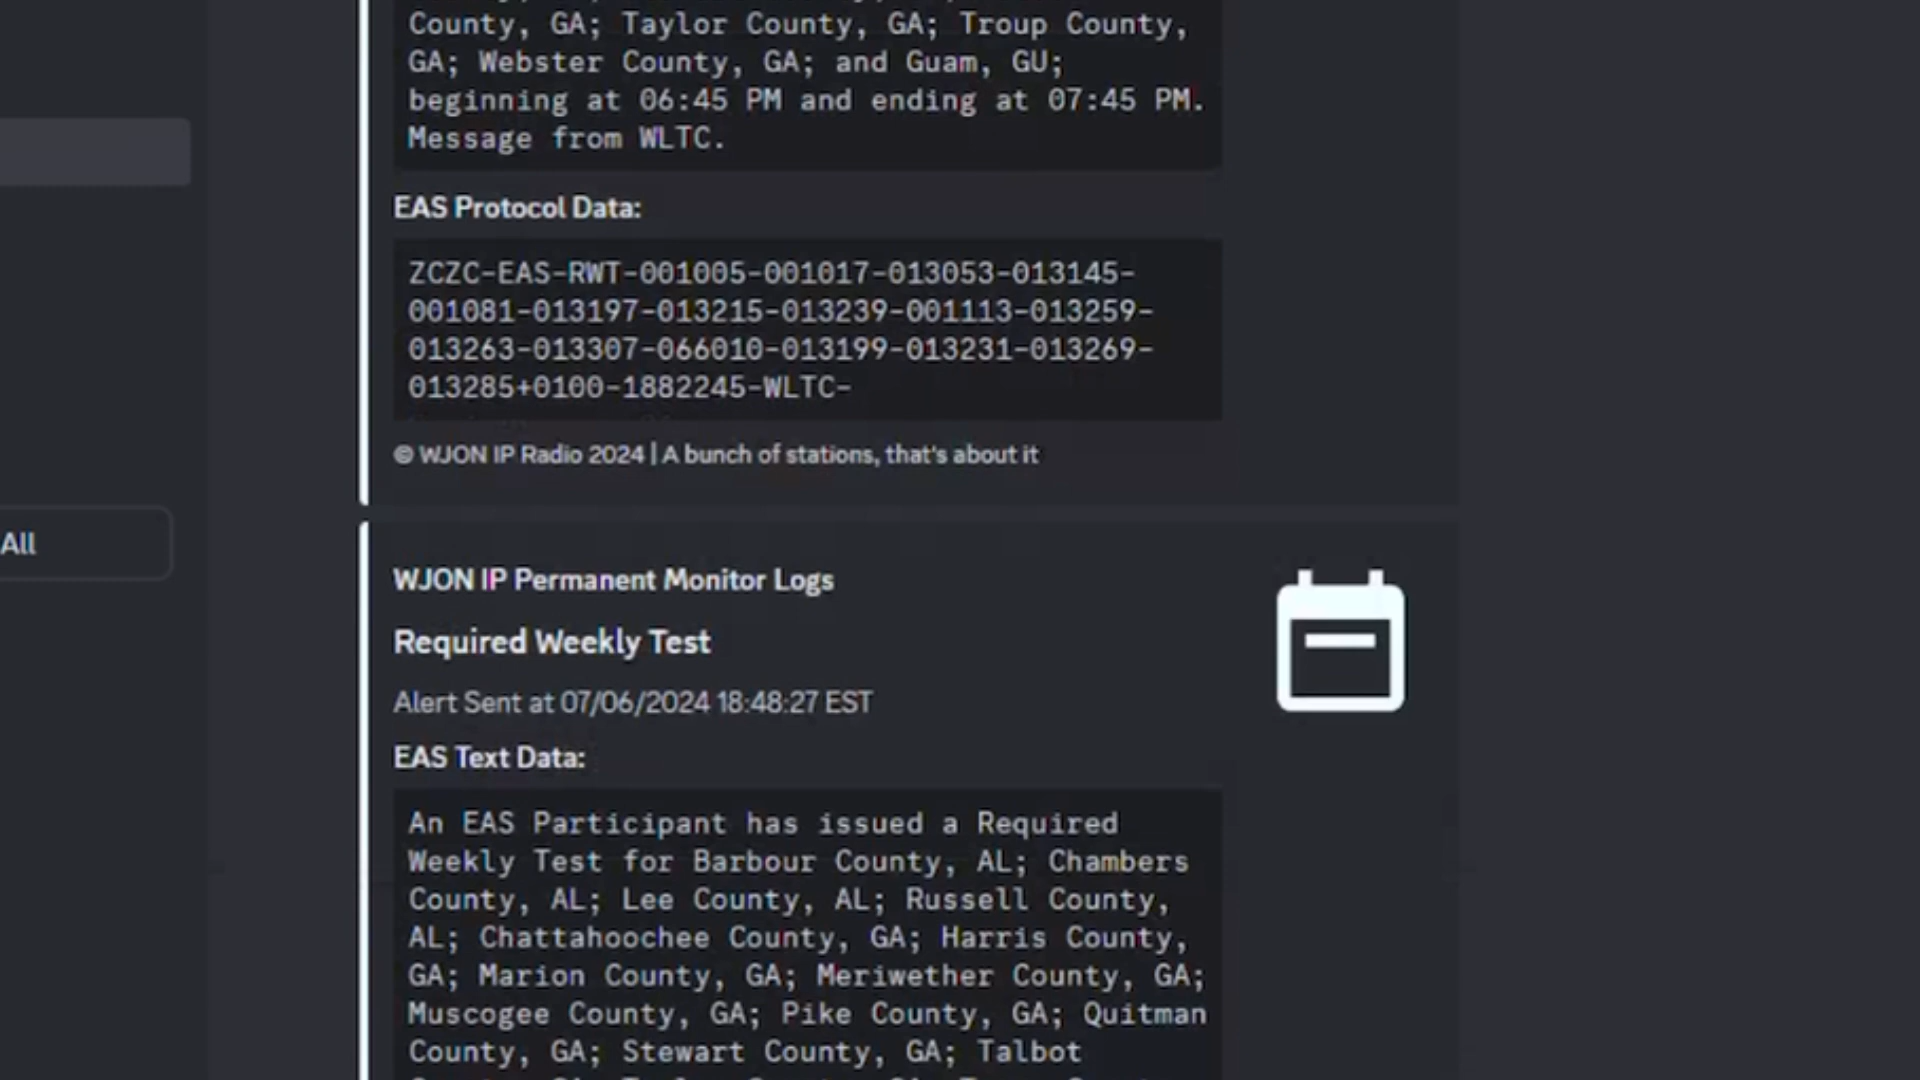 County, GA; Taylor County, GA; Troup County,
GA; Webster County, GA; and Guam, GU;
beginning at 06:45 PM and ending at 07:45 PM.
Message from WLTC.
EAS Protocol Data:
ZCZC-EAS-RWT-001005-001017-013053-013145-
001081-013197-013215-013239-001113-013259-
013263-013307-066010-013199-013231-013269-
013285+0100-1882245-WLTC-
© WJON IP Radio 2024 | A bunch of stations, that's about it
All
WJON IP Permanent Monitor Logs
Required Weekly Test
Alert Sent at 07/06/2024 18:48:27 EST
EAS Text Data:
An EAS Participant has issued a Required
Weekly Test for Barbour County, AL; Chambers
County, AL; Lee County, AL; Russell County,
AL; Chattahoochee County, GA; Harris County,
GA; Marion County, GA; Meriwether County, GA;
Muscogee County, GA; Pike County, GA; Quitman
County, GA; Stewart County, GA; Talbot